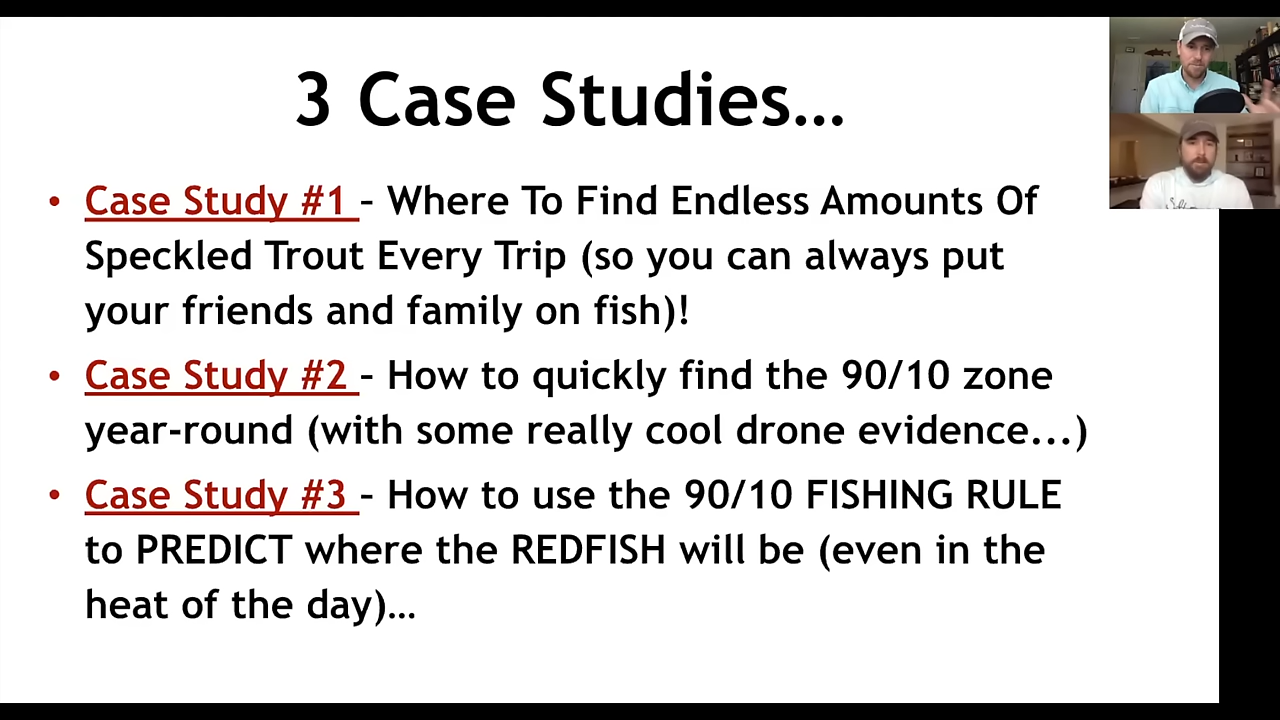 3 Case Studies...
• Case Study #1 – Where To Find Endless Amounts Of
Speckled Trout Every Trip (so you can always put
your friends and family on fish)!
• Case Study #2 – How to quickly find the 90/10 zone
year-round (with some really cool drone evidence...)
• Case Study #3 – How to use the 90/10 FISHING RULE
to PREDICT where the REDFISH will be (even in the
heat of the day)…